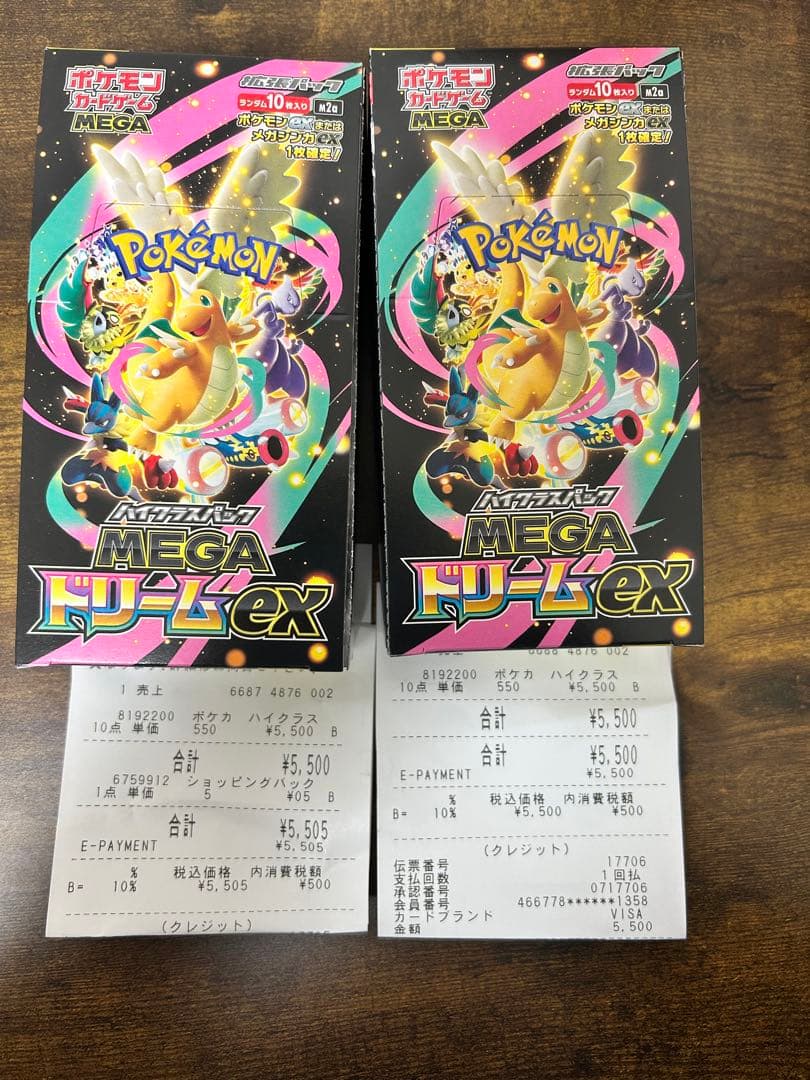 ポケモン
カードゲーム
MEGA
拡張パック
ランダム10枚入り
M2a
ポケモンexまたは
メガシンカex
1枚確定!
POKéMON
ハイクラスパック
MEGA
ドリームex
ポケモン
カードゲーム
MEGA
拡張パック
ランダム10枚入り
M2a
ポケモンexまたは
メガシンカex
1枚確定!
POKéMON
ハイクラスパック
MEGA
ドリームex
1 売上 6687 4876 002
8192200 ポケカ ハイクラス
10点 単価 550 ¥5,500 B
合計 ¥5,500
6759912 ショッピングバック
1点 単価 5 ¥05 B
合計 ¥5,505
E-PAYMENT ¥5,505
% 税込価格 内消費税額
B= 10% ¥5,505 ¥500
(クレジット)
売上 6688 4876 002
8192200 ポケカ ハイクラス
10点 単価 550 ¥5,500 B
合計 ¥5,500
合計 ¥5,500
E-PAYMENT ¥5,500
% 税込価格 内消費税額
B= 10% ¥5,500 ¥500
(クレジット)
伝票番号 17706
支払回数 1回払
承認番号 0717706
会員番号 466778******1358
カードブランド VISA
金額 5,500